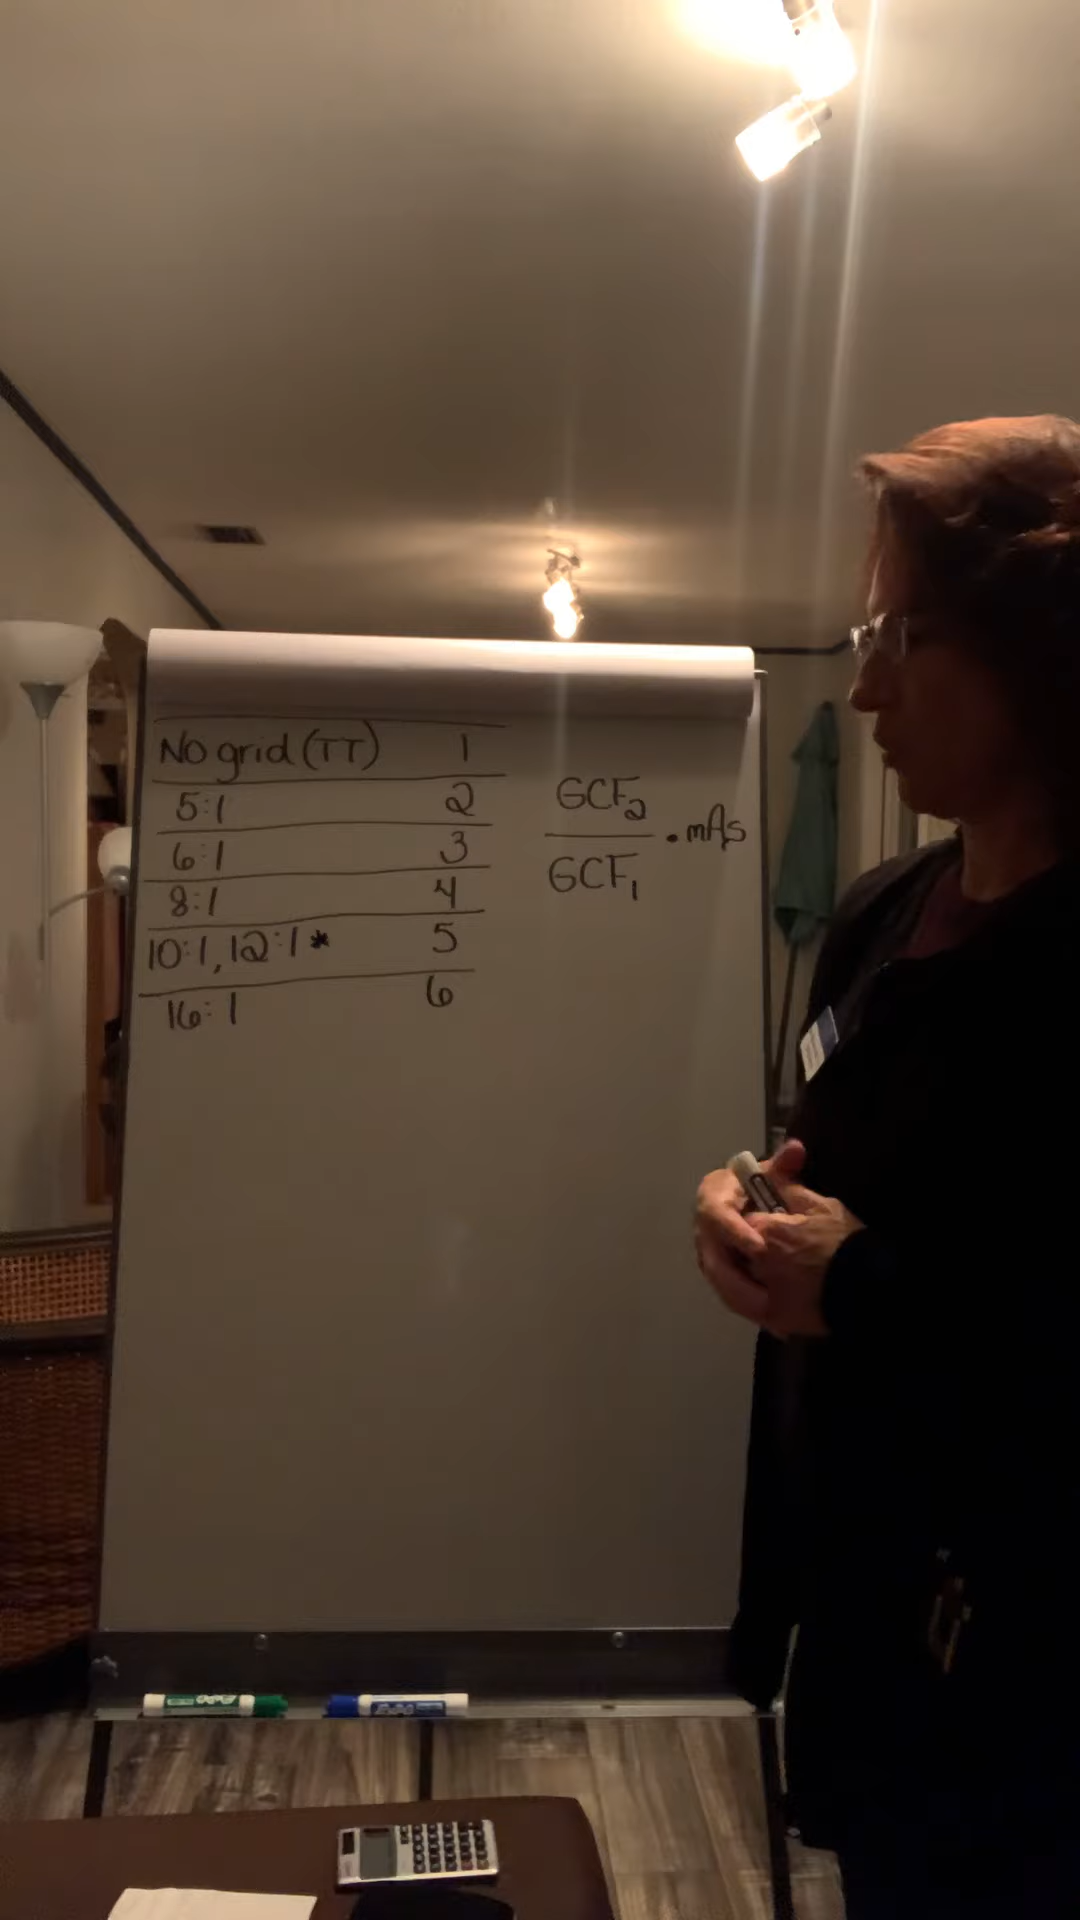 No grid (TT) 1
5:1 2
6:1 3
8:1 4
10:1, 12:1* 5
16:1 6
GCF₂
GCF₁
• mAs
EXPO